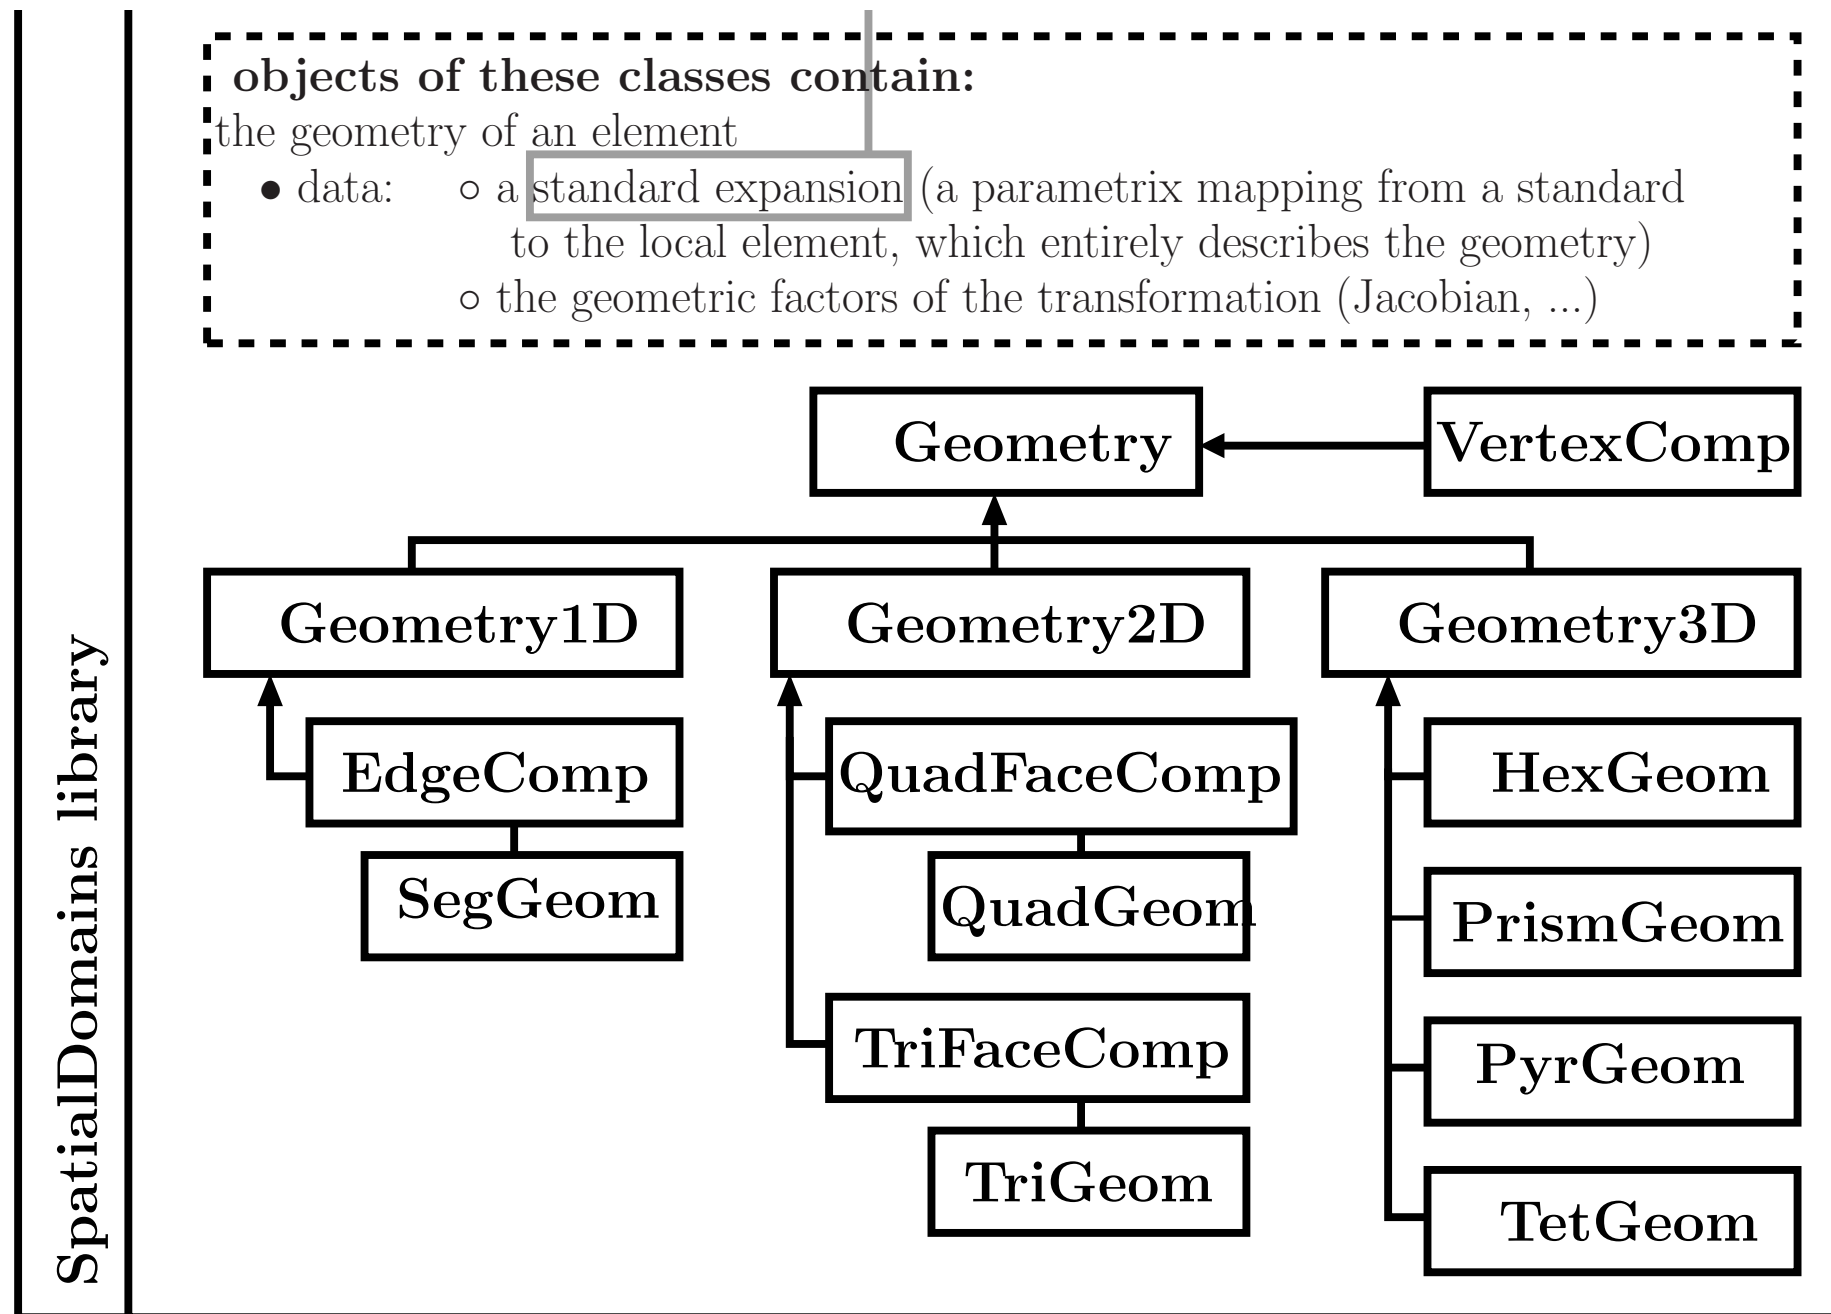 objects of these classes contain:
the geometry of an element
• data: ◦ a standard expansion (a parametrix mapping from a standard
to the local element, which entirely describes the geometry)
◦ the geometric factors of the transformation (Jacobian, ...)
Geometry
VertexComp
Geometry1D
Geometry2D
Geometry3D
EdgeComp
QuadFaceComp
HexGeom
SegGeom
QuadGeom
PrismGeom
TriFaceComp
PyrGeom
TriGeom
TetGeom
SpatialDomains library